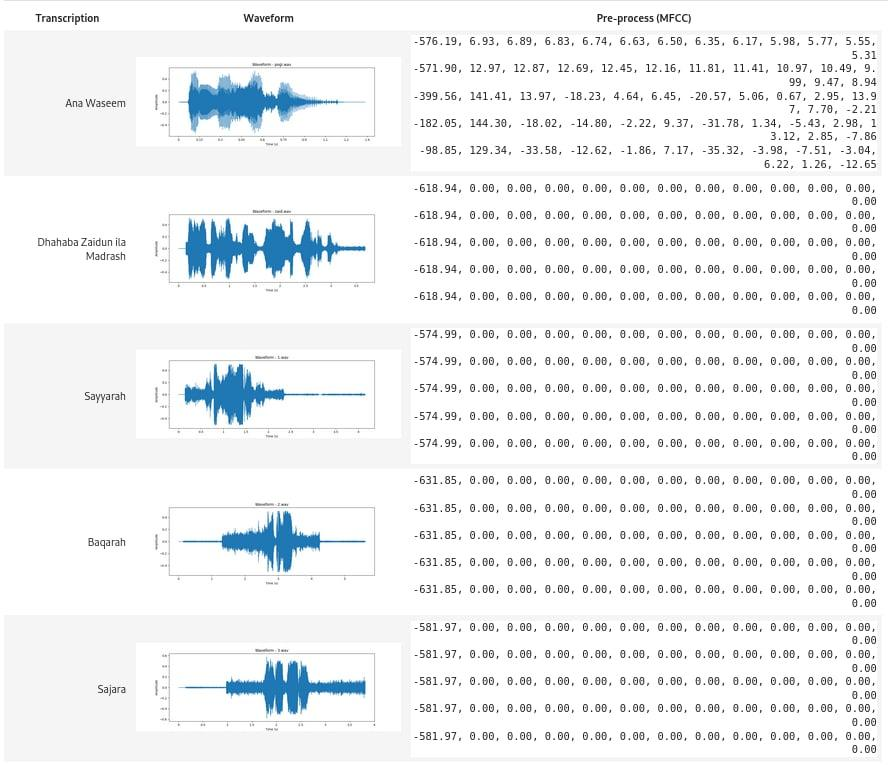 Transcription Waveform Pre-process (MFCC)
Ana Waseem
Waveform - yogi.wav
Amplitude
Time (s)
-576.19, 6.93, 6.89, 6.83, 6.74, 6.63, 6.50, 6.35, 6.17, 5.98, 5.77, 5.55,
5.31
-571.90, 12.97, 12.87, 12.69, 12.45, 12.16, 11.81, 11.41, 10.97, 10.49, 9.
99, 9.47, 8.94
-399.56, 141.41, 13.97, -18.23, 4.64, 6.45, -20.57, 5.06, 0.67, 2.95, 13.9
7, 7.70, -2.21
-182.05, 144.30, -18.02, -14.80, -2.22, 9.37, -31.78, 1.34, -5.43, 2.98, 1
3.12, 2.85, -7.86
-98.85, 129.34, -33.58, -12.62, -1.86, 7.17, -35.32, -3.98, -7.51, -3.04,
6.22, 1.26, -12.65
Dhahaba Zaidun ila
Madrash
Waveform - zaid.wav
Amplitude
Time (s)
-618.94, 0.00, 0.00, 0.00, 0.00, 0.00, 0.00, 0.00, 0.00, 0.00, 0.00, 0.00,
0.00
-618.94, 0.00, 0.00, 0.00, 0.00, 0.00, 0.00, 0.00, 0.00, 0.00, 0.00, 0.00,
0.00
-618.94, 0.00, 0.00, 0.00, 0.00, 0.00, 0.00, 0.00, 0.00, 0.00, 0.00, 0.00,
0.00
-618.94, 0.00, 0.00, 0.00, 0.00, 0.00, 0.00, 0.00, 0.00, 0.00, 0.00, 0.00,
0.00
-618.94, 0.00, 0.00, 0.00, 0.00, 0.00, 0.00, 0.00, 0.00, 0.00, 0.00, 0.00,
0.00
Sayyarah
Waveform - 1.wav
Amplitude
Time (s)
-574.99, 0.00, 0.00, 0.00, 0.00, 0.00, 0.00, 0.00, 0.00, 0.00, 0.00, 0.00,
0.00
-574.99, 0.00, 0.00, 0.00, 0.00, 0.00, 0.00, 0.00, 0.00, 0.00, 0.00, 0.00,
0.00
-574.99, 0.00, 0.00, 0.00, 0.00, 0.00, 0.00, 0.00, 0.00, 0.00, 0.00, 0.00,
0.00
-574.99, 0.00, 0.00, 0.00, 0.00, 0.00, 0.00, 0.00, 0.00, 0.00, 0.00, 0.00,
0.00
-574.99, 0.00, 0.00, 0.00, 0.00, 0.00, 0.00, 0.00, 0.00, 0.00, 0.00, 0.00,
0.00
Baqarah
Waveform - 2.wav
Amplitude
Time (s)
-631.85, 0.00, 0.00, 0.00, 0.00, 0.00, 0.00, 0.00, 0.00, 0.00, 0.00, 0.00,
0.00
-631.85, 0.00, 0.00, 0.00, 0.00, 0.00, 0.00, 0.00, 0.00, 0.00, 0.00, 0.00,
0.00
-631.85, 0.00, 0.00, 0.00, 0.00, 0.00, 0.00, 0.00, 0.00, 0.00, 0.00, 0.00,
0.00
-631.85, 0.00, 0.00, 0.00, 0.00, 0.00, 0.00, 0.00, 0.00, 0.00, 0.00, 0.00,
0.00
-631.85, 0.00, 0.00, 0.00, 0.00, 0.00, 0.00, 0.00, 0.00, 0.00, 0.00, 0.00,
0.00
Sajara
Waveform - 3.wav
Amplitude
Time (s)
-581.97, 0.00, 0.00, 0.00, 0.00, 0.00, 0.00, 0.00, 0.00, 0.00, 0.00, 0.00,
0.00
-581.97, 0.00, 0.00, 0.00, 0.00, 0.00, 0.00, 0.00, 0.00, 0.00, 0.00, 0.00,
0.00
-581.97, 0.00, 0.00, 0.00, 0.00, 0.00, 0.00, 0.00, 0.00, 0.00, 0.00, 0.00,
0.00
-581.97, 0.00, 0.00, 0.00, 0.00, 0.00, 0.00, 0.00, 0.00, 0.00, 0.00, 0.00,
0.00
-581.97, 0.00, 0.00, 0.00, 0.00, 0.00, 0.00, 0.00, 0.00, 0.00, 0.00, 0.00,
0.00